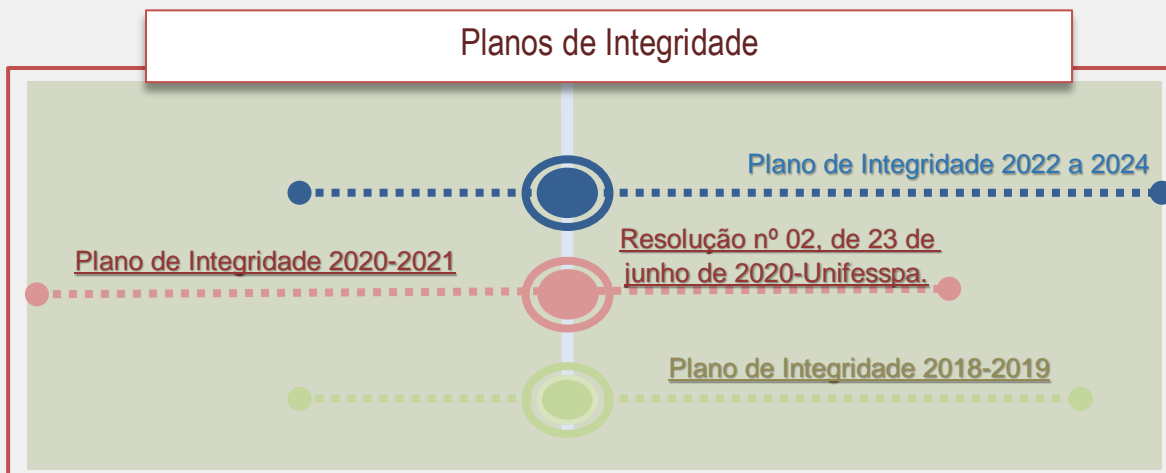 Planos de Integridade
Plano de Integridade 2022 a 2024
Plano de Integridade 2020-2021
Resolução nº 02, de 23 de
junho de 2020-Unifesspa.
Plano de Integridade 2018-2019